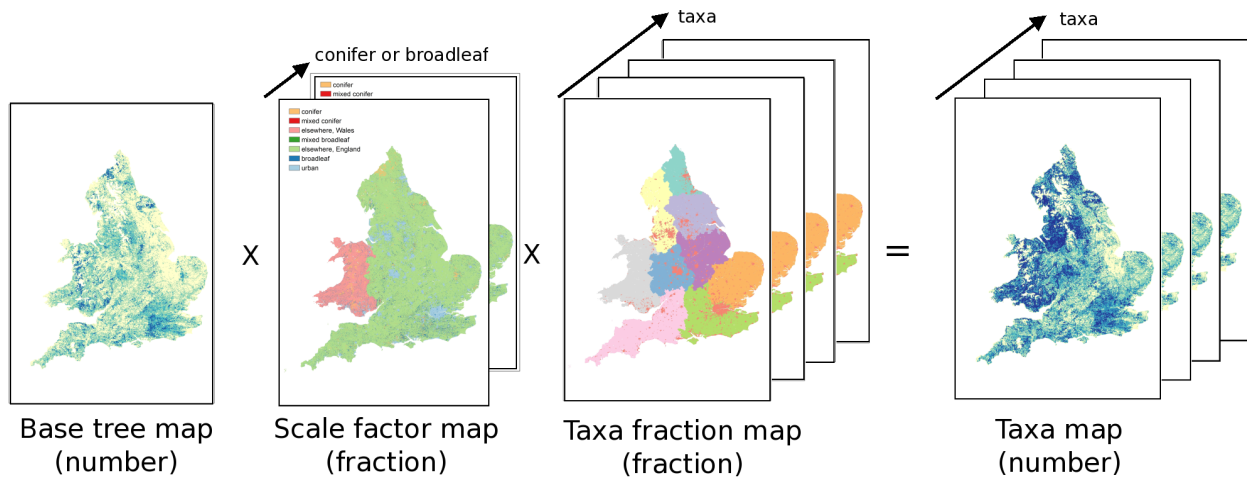 taxa
taxa
conifer or broadleaf
conifer
mixed conifer
conifer
mixed conifer
elsewhere, Wales
mixed broadleaf
elsewhere, England
broadleaf
urban
X
X
=
Base tree map
(number)
Scale factor map
(fraction)
Taxa fraction map
(fraction)
Taxa map
(number)